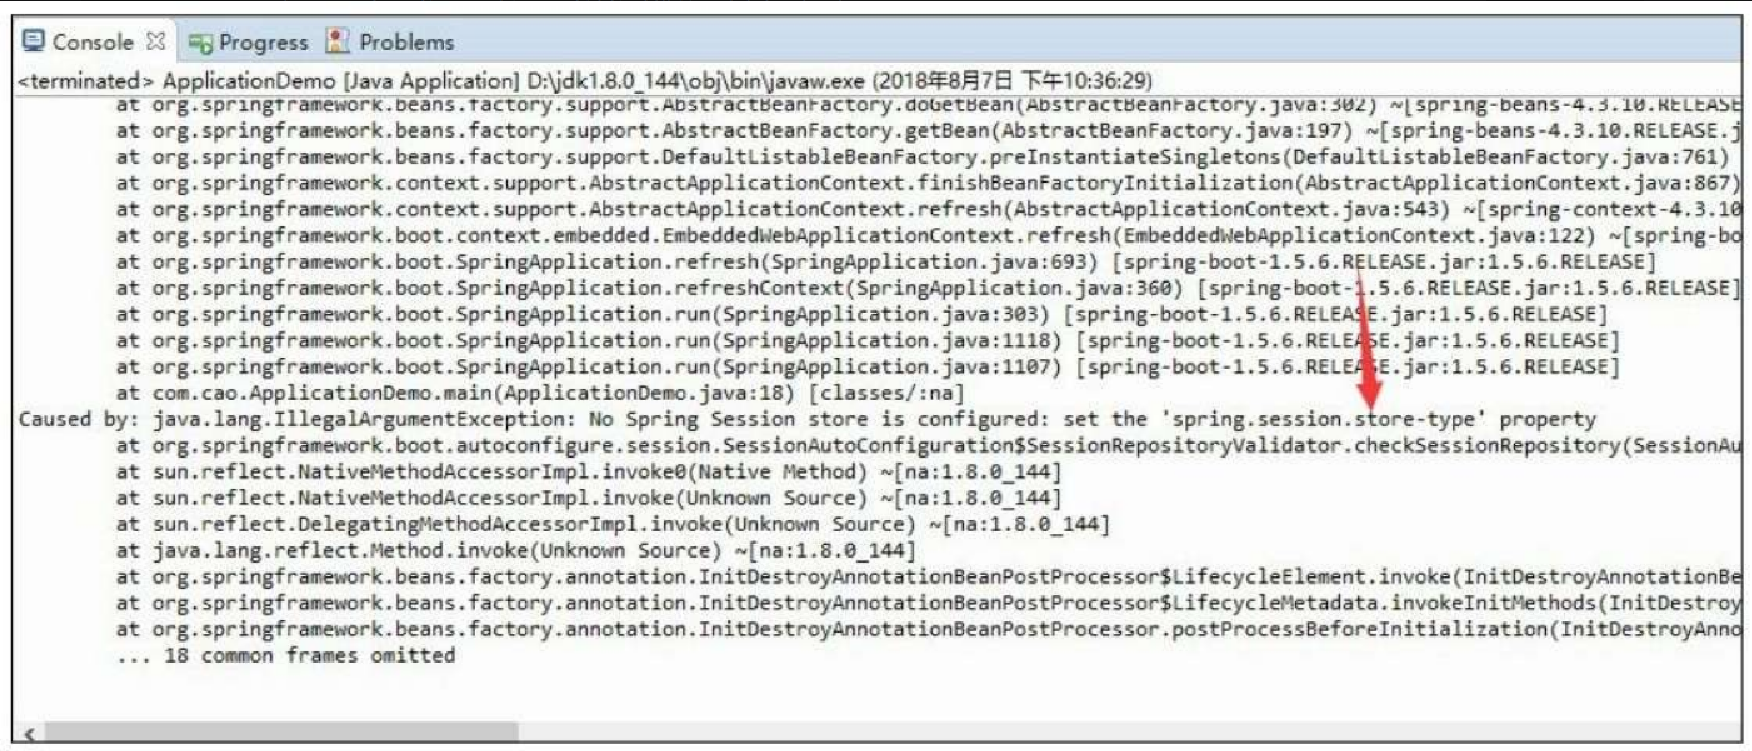 Console Progress Problems
<terminated> ApplicationDemo [Java Application] D:\jdk1.8.0_144\obj\bin\javaw.exe (2018年8月7日 下午10:36:29)
at org.springframework.beans.factory.support.AbstractBeanFactory.doGetBean(AbstractBeanFactory.java:302) ~[spring-beans-4.3.10.RELEASE
at org.springframework.beans.factory.support.AbstractBeanFactory.getBean(AbstractBeanFactory.java:197) ~[spring-beans-4.3.10.RELEASE.j
at org.springframework.beans.factory.support.DefaultListableBeanFactory.preInstantiateSingletons(DefaultListableBeanFactory.java:761)
at org.springframework.context.support.AbstractApplicationContext.finishBeanFactoryInitialization(AbstractApplicationContext.java:867)
at org.springframework.context.support.AbstractApplicationContext.refresh(AbstractApplicationContext.java:543) ~[spring-context-4.3.10
at org.springframework.boot.context.embedded.EmbeddedWebApplicationContext.refresh(EmbeddedWebApplicationContext.java:122) ~[spring-bo
at org.springframework.boot.SpringApplication.refresh(SpringApplication.java:693) [spring-boot-1.5.6.RELEASE.jar:1.5.6.RELEASE]
at org.springframework.boot.SpringApplication.refreshContext(SpringApplication.java:360) [spring-boot-1.5.6.RELEASE.jar:1.5.6.RELEASE]
at org.springframework.boot.SpringApplication.run(SpringApplication.java:303) [spring-boot-1.5.6.RELEASE.jar:1.5.6.RELEASE]
at org.springframework.boot.SpringApplication.run(SpringApplication.java:1118) [spring-boot-1.5.6.RELEASE.jar:1.5.6.RELEASE]
at org.springframework.boot.SpringApplication.run(SpringApplication.java:1107) [spring-boot-1.5.6.RELEASE.jar:1.5.6.RELEASE]
at com.cao.ApplicationDemo.main(ApplicationDemo.java:18) [classes/:na]
Caused by: java.lang.IllegalArgumentException: No Spring Session store is configured: set the 'spring.session.store-type' property
at org.springframework.boot.autoconfigure.session.SessionAutoConfiguration$SessionRepositoryValidator.checkSessionRepository(SessionAu
at sun.reflect.NativeMethodAccessorImpl.invoke0(Native Method) ~[na:1.8.0_144]
at sun.reflect.NativeMethodAccessorImpl.invoke(Unknown Source) ~[na:1.8.0_144]
at sun.reflect.DelegatingMethodAccessorImpl.invoke(Unknown Source) ~[na:1.8.0_144]
at java.lang.reflect.Method.invoke(Unknown Source) ~[na:1.8.0_144]
at org.springframework.beans.factory.annotation.InitDestroyAnnotationBeanPostProcessor$LifecycleElement.invoke(InitDestroyAnnotationBe
at org.springframework.beans.factory.annotation.InitDestroyAnnotationBeanPostProcessor$LifecycleMetadata.invokeInitMethods(InitDestroy
at org.springframework.beans.factory.annotation.InitDestroyAnnotationBeanPostProcessor.postProcessBeforeInitialization(InitDestroyAnno
... 18 common frames omitted